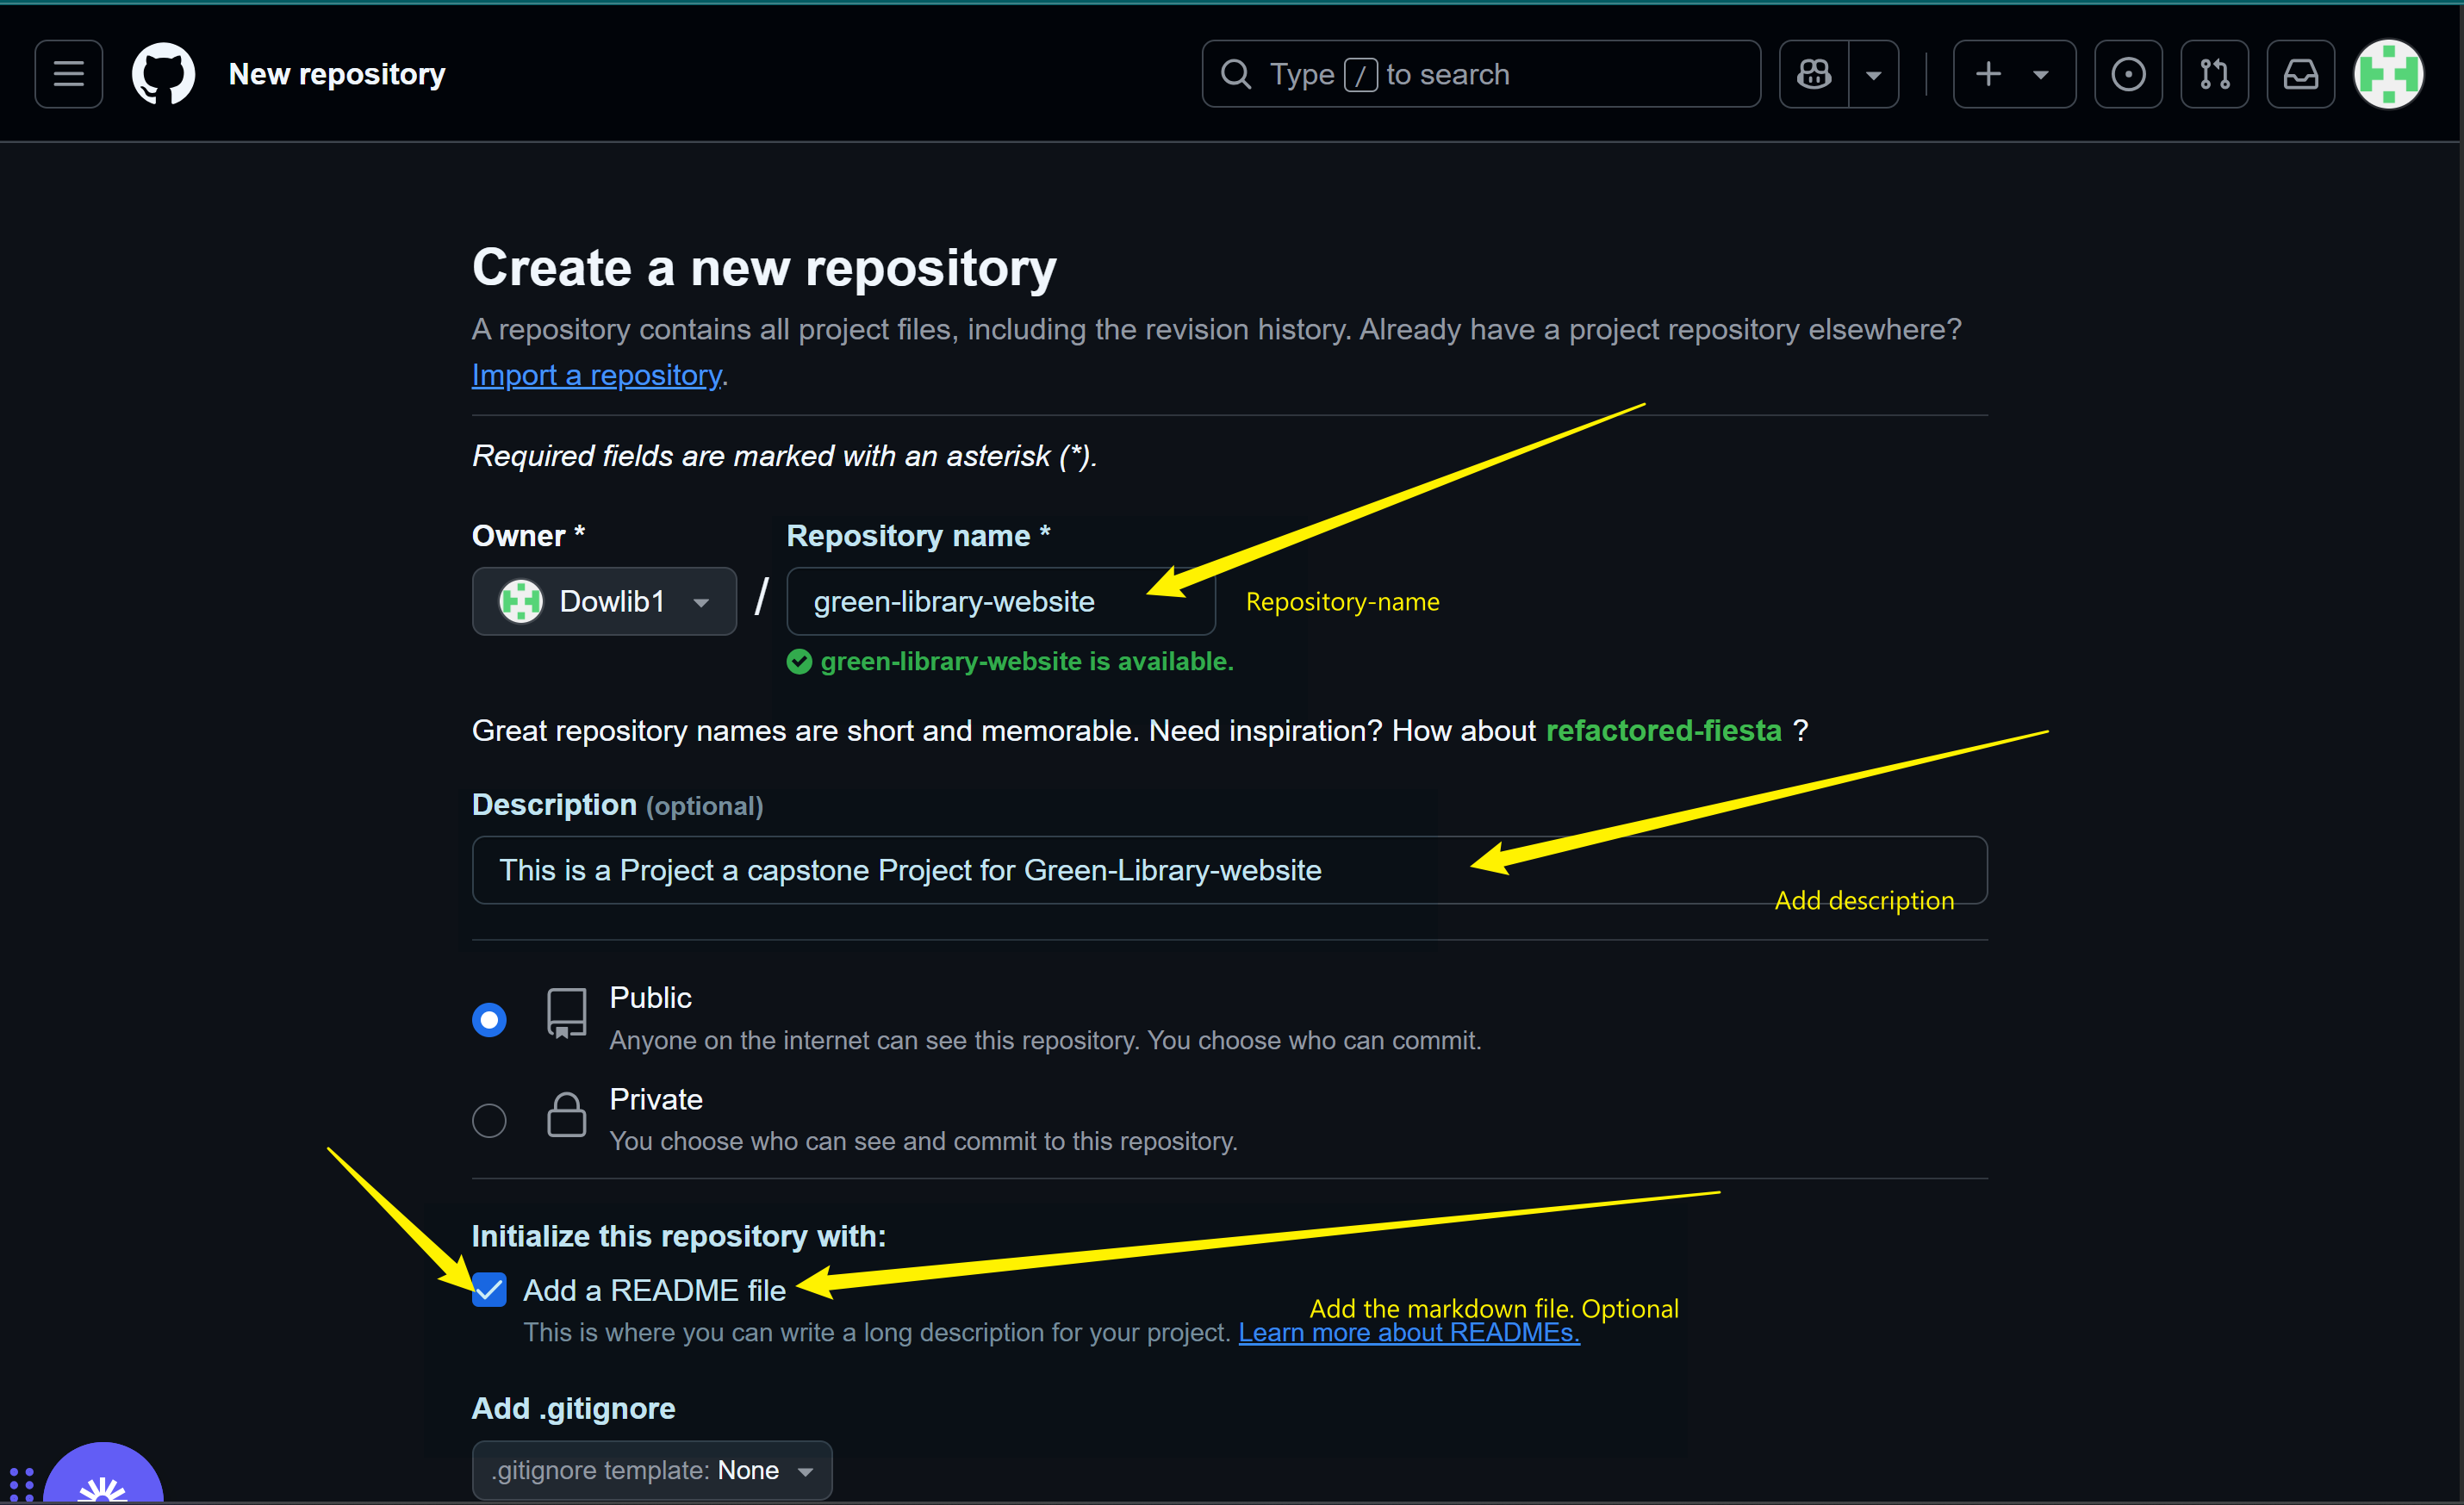 New repository
Type / to search
Create a new repository
A repository contains all project files, including the revision history. Already have a project repository elsewhere?
Import a repository.
Required fields are marked with an asterisk (*).
Owner *
Repository name *
Dowlib1
/
green-library-website
Repository-name
green-library-website is available.
Great repository names are short and memorable. Need inspiration? How about refactored-fiesta ?
Description (optional)
This is a Project a capstone Project for Green-Library-website
Add description
Public
Anyone on the internet can see this repository. You choose who can commit.
Private
You choose who can see and commit to this repository.
Initialize this repository with:
Add a README file
Add the markdown file. Optional
This is where you can write a long description for your project. Learn more about READMEs.
Add .gitignore
.gitignore template: None